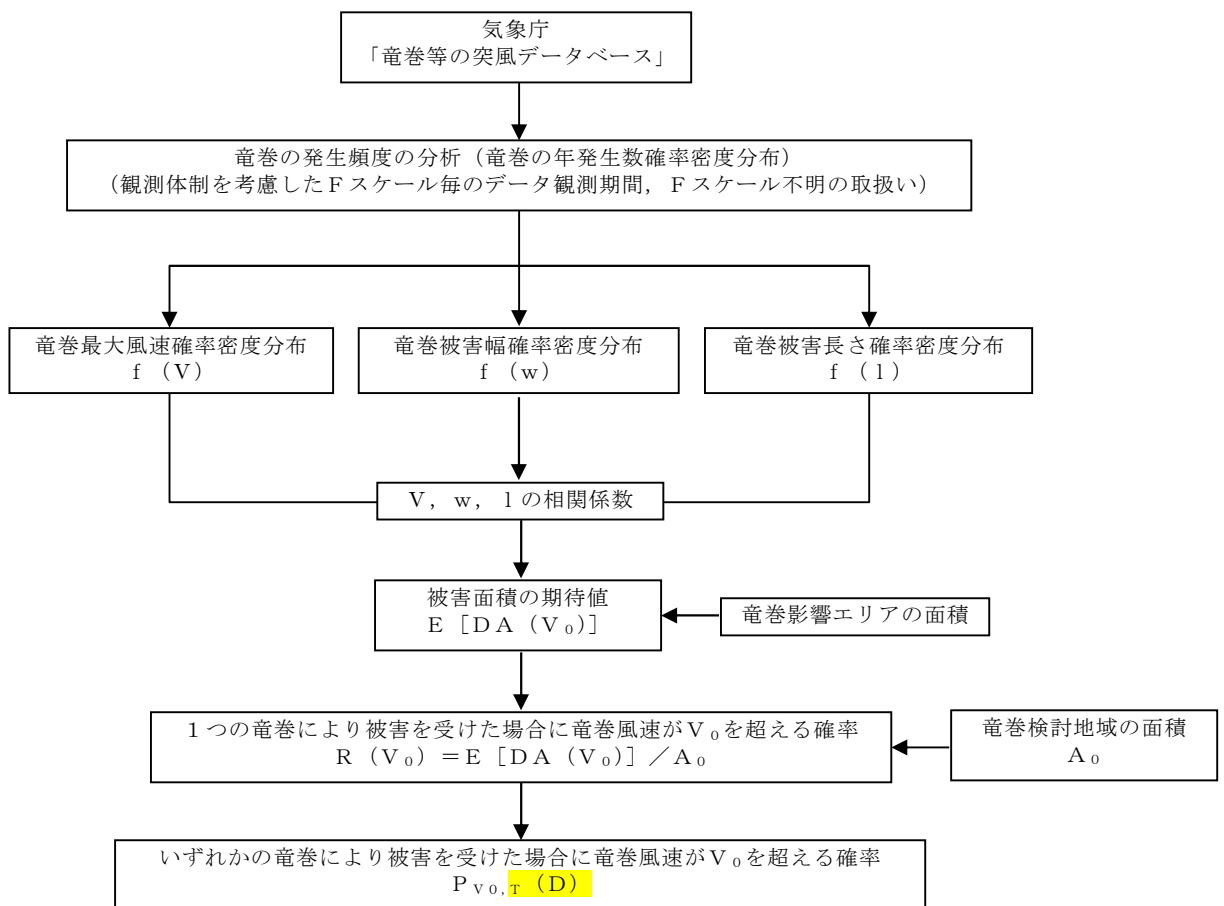 気象庁
「竜巻等の突風データベース」
竜巻の発生頻度の分析（竜巻の年発生数確率密度分布）
（観測体制を考慮したＦスケール毎のデータ観測期間，Ｆスケール不明の取扱い）
竜巻最大風速確率密度分布
ｆ（Ｖ）
竜巻被害幅確率密度分布
ｆ（ｗ）
竜巻被害長さ確率密度分布
ｆ（ｌ）
Ｖ，ｗ，ｌの相関係数
被害面積の期待値
Ｅ［ＤＡ（Ｖ₀）］
竜巻影響エリアの面積
１つの竜巻により被害を受けた場合に竜巻風速がＶ₀を超える確率
Ｒ（Ｖ₀）＝Ｅ［ＤＡ（Ｖ₀）］／Ａ₀
竜巻検討地域の面積
Ａ₀
いずれかの竜巻により被害を受けた場合に竜巻風速がＶ₀を超える確率
Ｐ V0,T（Ｄ）